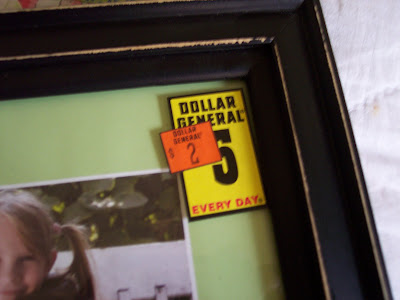 DOLLAR
GENERAL
5
EVERY DAY.
DOLLAR
GENERAL
$ 2